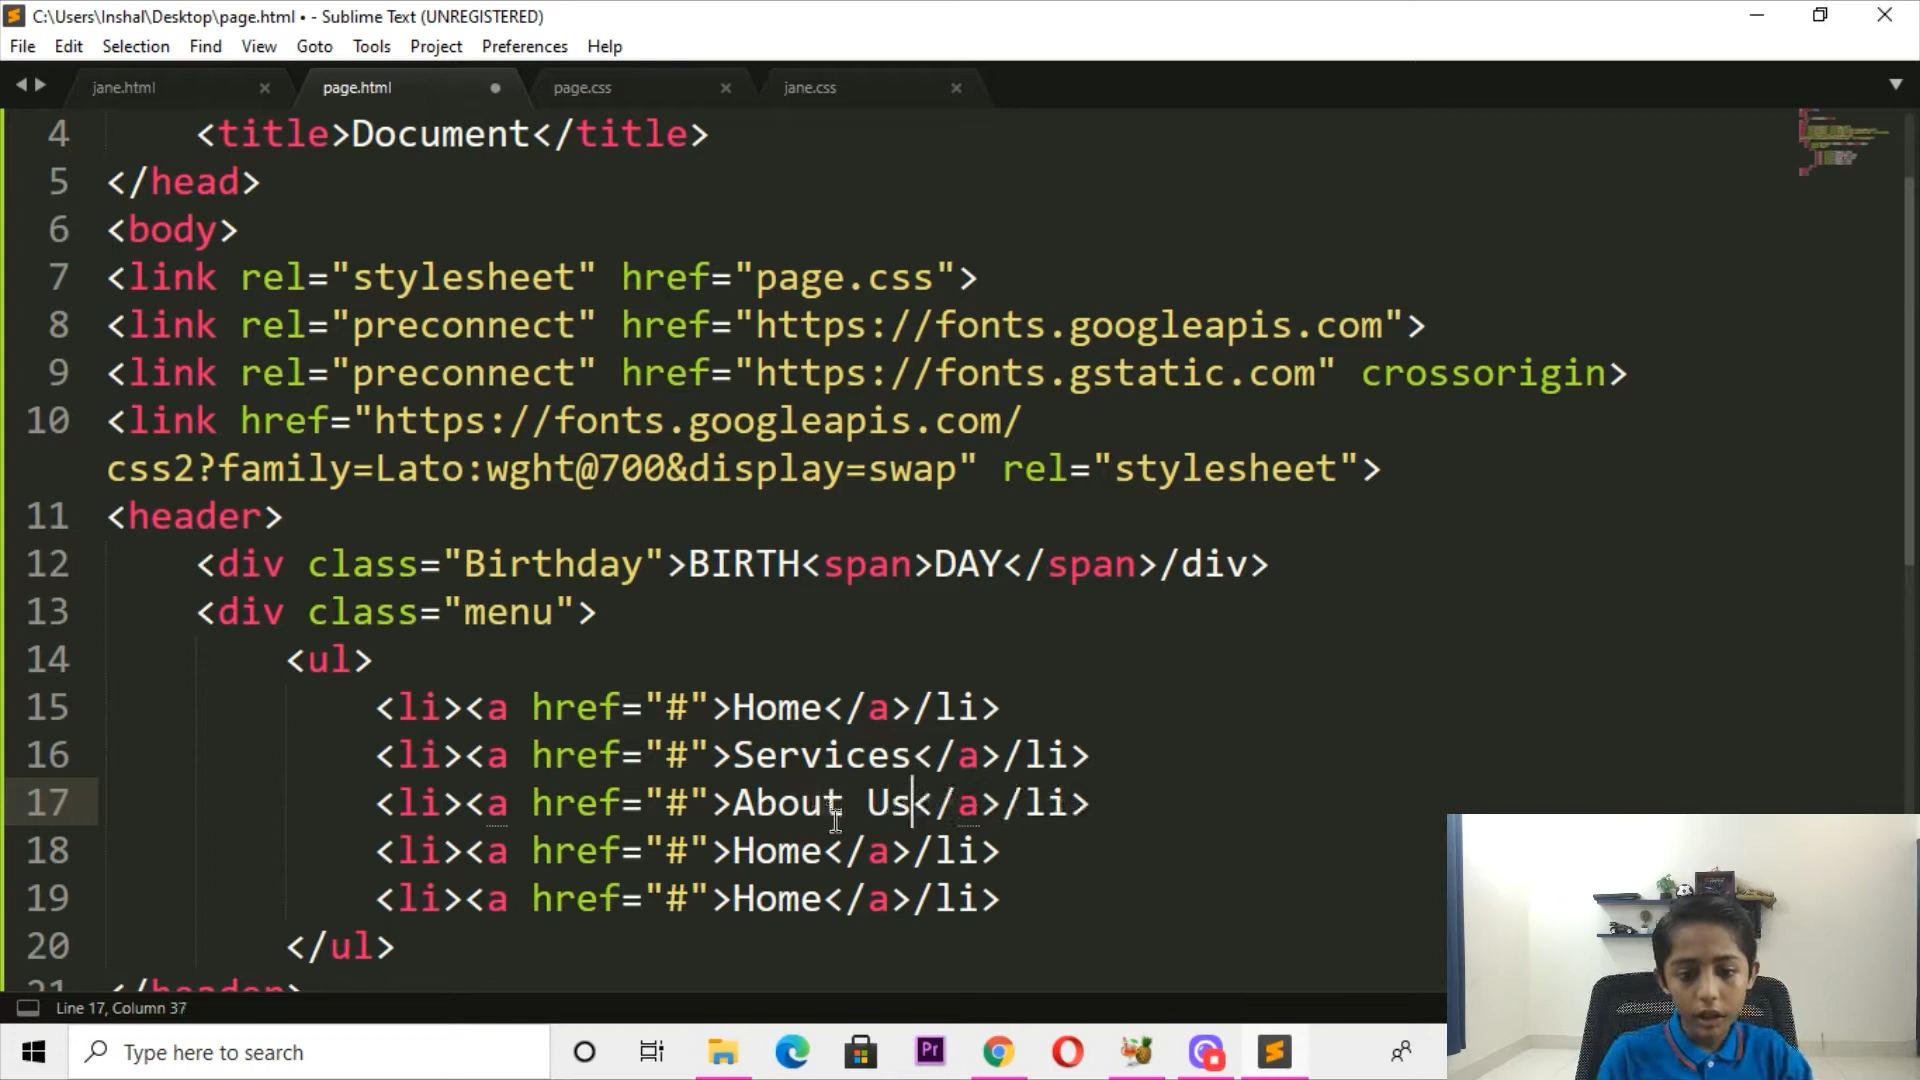 C:\Users\Inshal\Desktop\page.html • - Sublime Text (UNREGISTERED)
File Edit Selection Find View Goto Tools Project Preferences Help
jane.html page.html page.css jane.css
4 <title>Document</title>
5 </head>
6 <body>
7 <link rel="stylesheet" href="page.css">
8 <link rel="preconnect" href="https://fonts.googleapis.com">
9 <link rel="preconnect" href="https://fonts.gstatic.com" crossorigin>
10 <link href="https://fonts.googleapis.com/
css2?family=Lato:wght@700&display=swap" rel="stylesheet">
11 <header>
12 <div class="Birthday">BIRTH<span>DAY</span>/div>
13 <div class="menu">
14 <ul>
15 <li><a href="#">Home</a>/li>
16 <li><a href="#">Services</a>/li>
17 <li><a href="#">About Us</a>/li>
18 <li><a href="#">Home</a>/li>
19 <li><a href="#">Home</a>/li>
20 </ul>
21 </header>
Line 17, Column 37
Type here to search
Pr